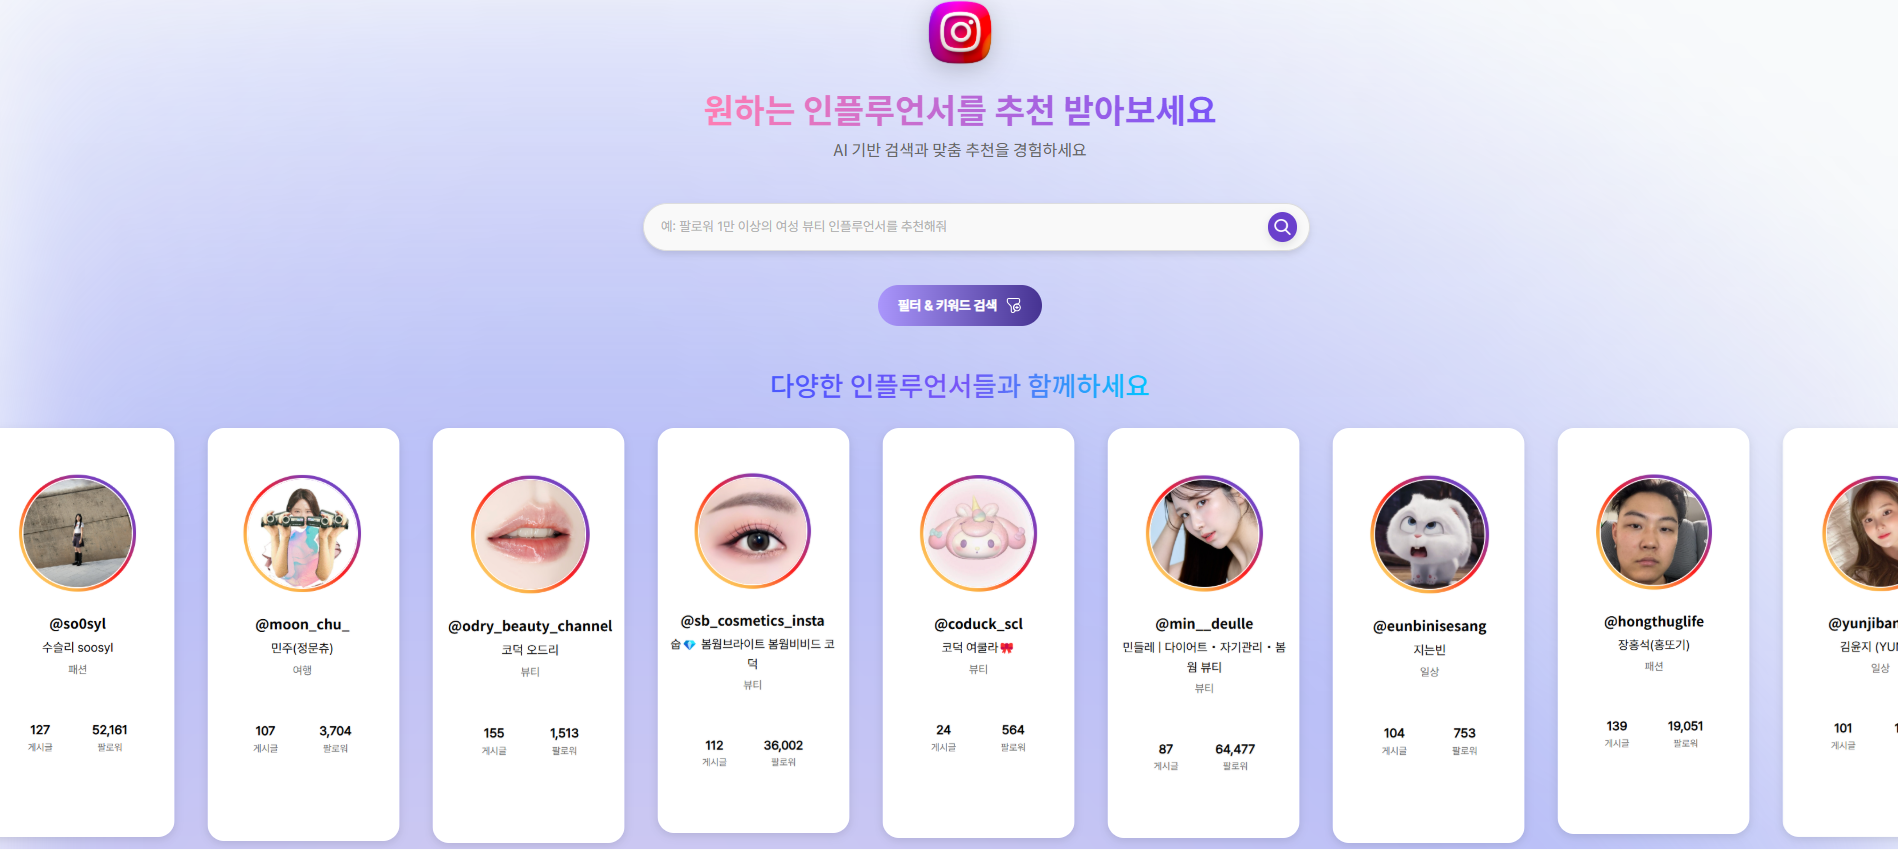 원하는 인플루언서를 추천 받아보세요
AI 기반 검색과 맞춤 추천을 경험하세요
예: 팔로워 1만 이상의 여성 뷰티 인플루언서를 추천해줘
필터 & 키워드 검색
다양한 인플루언서들과 함께하세요
@so0syl
수슬리 soosyl
패션
127 52,161
게시글 팔로워
@moon_chu_
민주(정문츄)
여행
107 3,704
게시글 팔로워
@odry_beauty_channel
코덕 오드리
뷰티
155 1,513
게시글 팔로워
@sb_cosmetics_insta
숩💎 봄웜브라이트 봄웜비비드 코
덕
뷰티
112 36,002
게시글 팔로워
@coduck_scl
코덕 여쿨라🎀
뷰티
24 564
게시글 팔로워
@min__deulle
민들레 | 다이어트・자기관리・봄
웜 뷰티
뷰티
87 64,477
게시글 팔로워
@eunbinisesang
지는빈
일상
104 753
게시글 팔로워
@hongthuglife
장홍석(홍또기)
패션
139 19,051
게시글 팔로워
@yunjiban
김윤지 (YU
일상
101 1
게시글